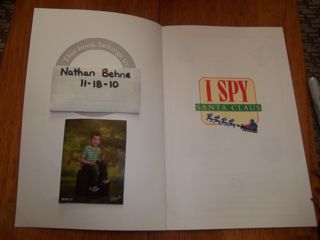 This book belongs to
Nathan Behne
11-18-10
I SPY
SANTA CLAUS